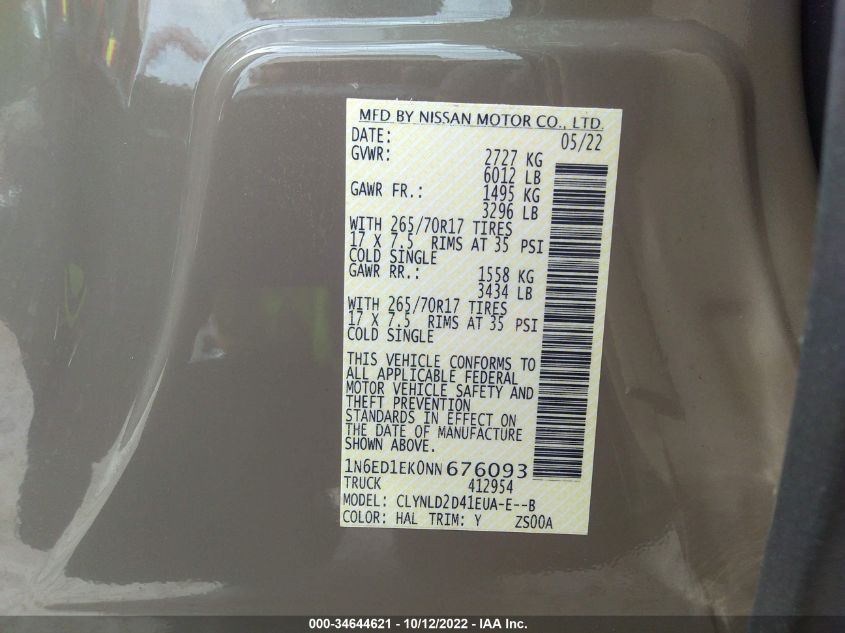 MFD BY NISSAN MOTOR CO., LTD.
DATE: 05/22
GVWR: 2727 KG
6012 LB
GAWR FR.: 1495 KG
3296 LB
WITH 265/70R17 TIRES
17 X 7.5 RIMS AT 35 PSI
COLD SINGLE
GAWR RR.: 1558 KG
3434 LB
WITH 265/70R17 TIRES
17 X 7.5 RIMS AT 35 PSI
COLD SINGLE
THIS VEHICLE CONFORMS TO
ALL APPLICABLE FEDERAL
MOTOR VEHICLE SAFETY AND
THEFT PREVENTION
STANDARDS IN EFFECT ON
THE DATE OF MANUFACTURE
SHOWN ABOVE.
1N6ED1EK0NN676093
TRUCK 412954
MODEL: CLYNLD2D41EUA-E--B
COLOR: HAL TRIM: Y ZS00A
000-34644621 - 10/12/2022 - IAA Inc.